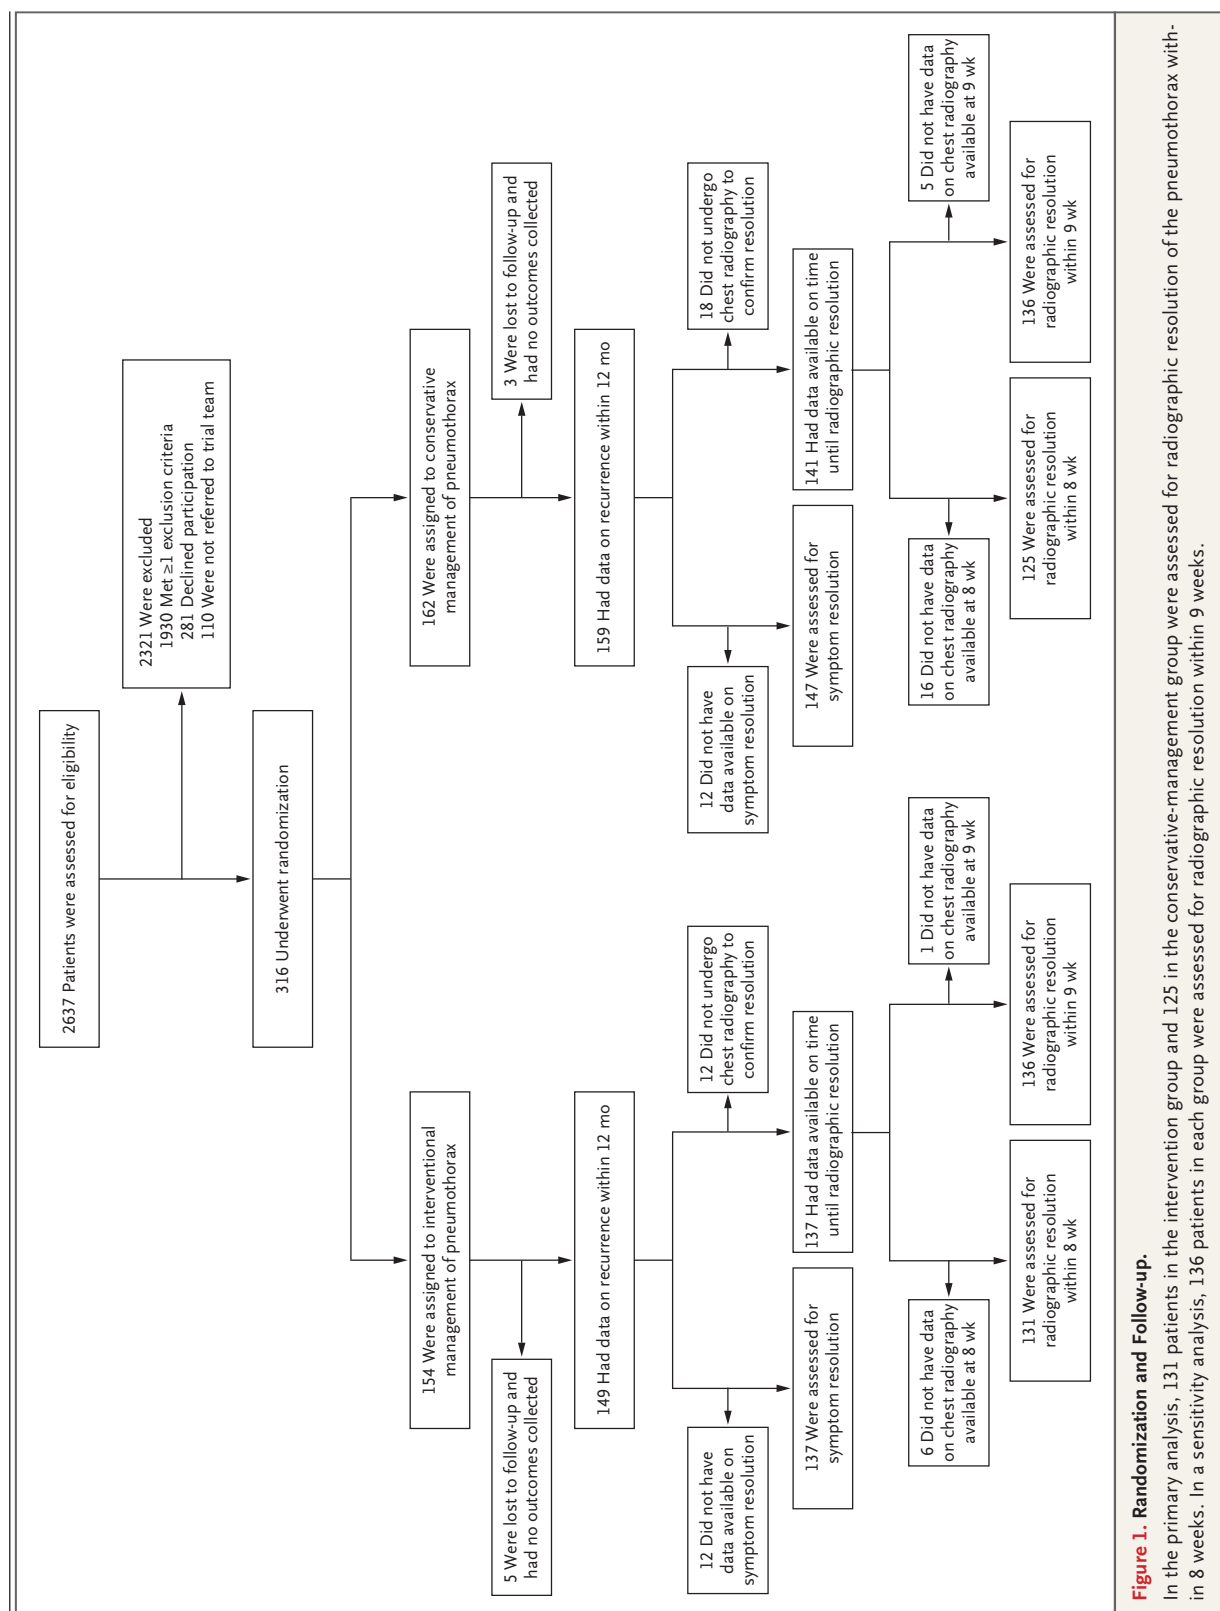 2637 Patients were assessed for eligibility
2321 Were excluded
1930 Met ≥1 exclusion criteria
281 Declined participation
110 Were not referred to trial team
316 Underwent randomization
154 Were assigned to interventional
management of pneumothorax
162 Were assigned to conservative
management of pneumothorax
5 Were lost to follow-up and
had no outcomes collected
3 Were lost to follow-up and
had no outcomes collected
149 Had data on recurrence within 12 mo
159 Had data on recurrence within 12 mo
12 Did not have
data available on
symptom resolution
12 Did not undergo
chest radiography to
confirm resolution
12 Did not have
data available on
symptom resolution
18 Did not undergo
chest radiography to
confirm resolution
137 Were assessed for
symptom resolution
137 Had data available on time
until radiographic resolution
147 Were assessed for
symptom resolution
141 Had data available on time
until radiographic resolution
6 Did not have data
on chest radiography
available at 8 wk
1 Did not have data
on chest radiography
available at 9 wk
16 Did not have data
on chest radiography
available at 8 wk
5 Did not have data
on chest radiography
available at 9 wk
131 Were assessed for
radiographic resolution
within 8 wk
136 Were assessed for
radiographic resolution
within 9 wk
125 Were assessed for
radiographic resolution
within 8 wk
136 Were assessed for
radiographic resolution
within 9 wk
Figure 1. Randomization and Follow-up.
In the primary analysis, 131 patients in the intervention group and 125 in the conservative-management group were assessed for radiographic resolution of the pneumothorax with-
in 8 weeks. In a sensitivity analysis, 136 patients in each group were assessed for radiographic resolution within 9 weeks.